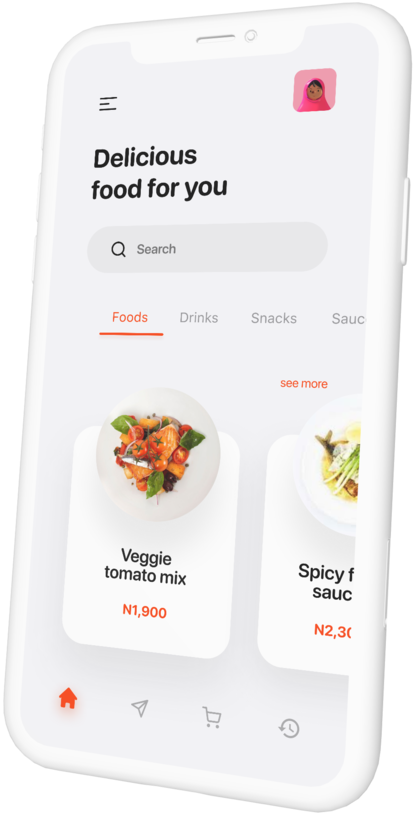 Delicious
food for you
Search
Foods Drinks Snacks Sauc
see more
Veggie
tomato mix
N1,900
Spicy f
sauc
N2,30